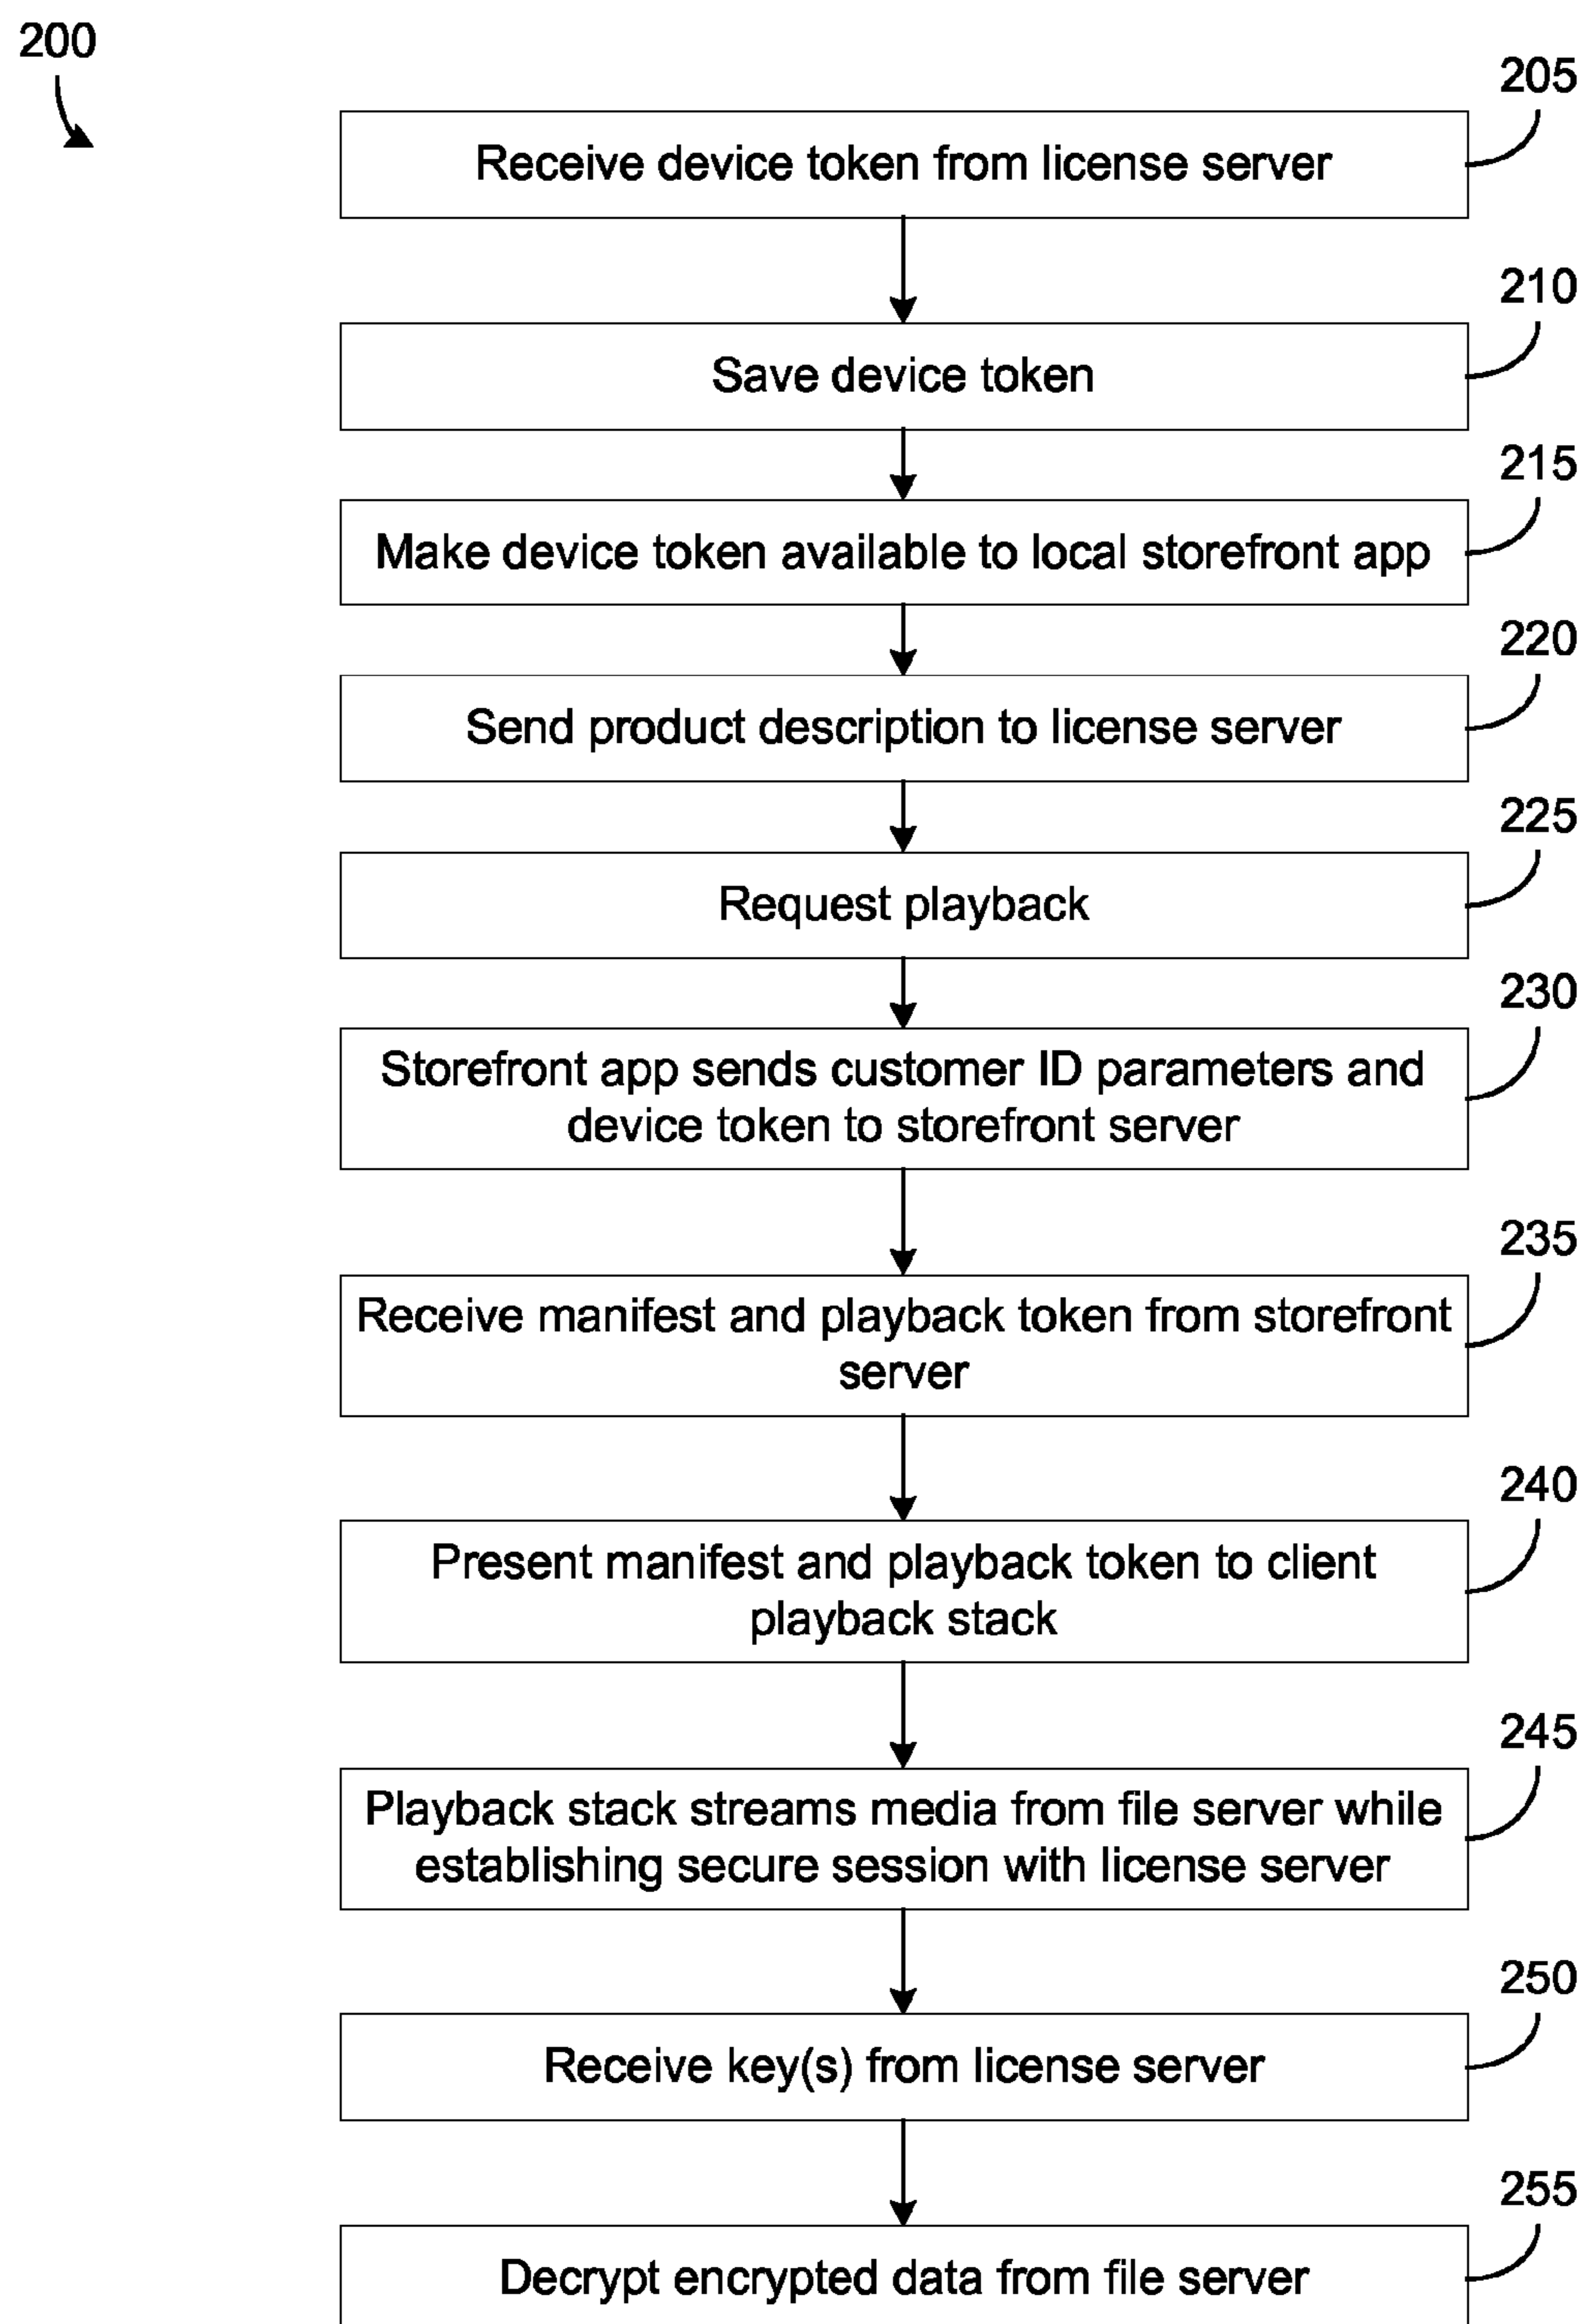 200
205
Receive device token from license server
210
Save device token
215
Make device token available to local storefront app
220
Send product description to license server
225
Request playback
230
Storefront app sends customer ID parameters and
device token to storefront server
235
Receive manifest and playback token from storefront
server
240
Present manifest and playback token to client
playback stack
245
Playback stack streams media from file server while
establishing secure session with license server
250
Receive key(s) from license server
255
Decrypt encrypted data from file server